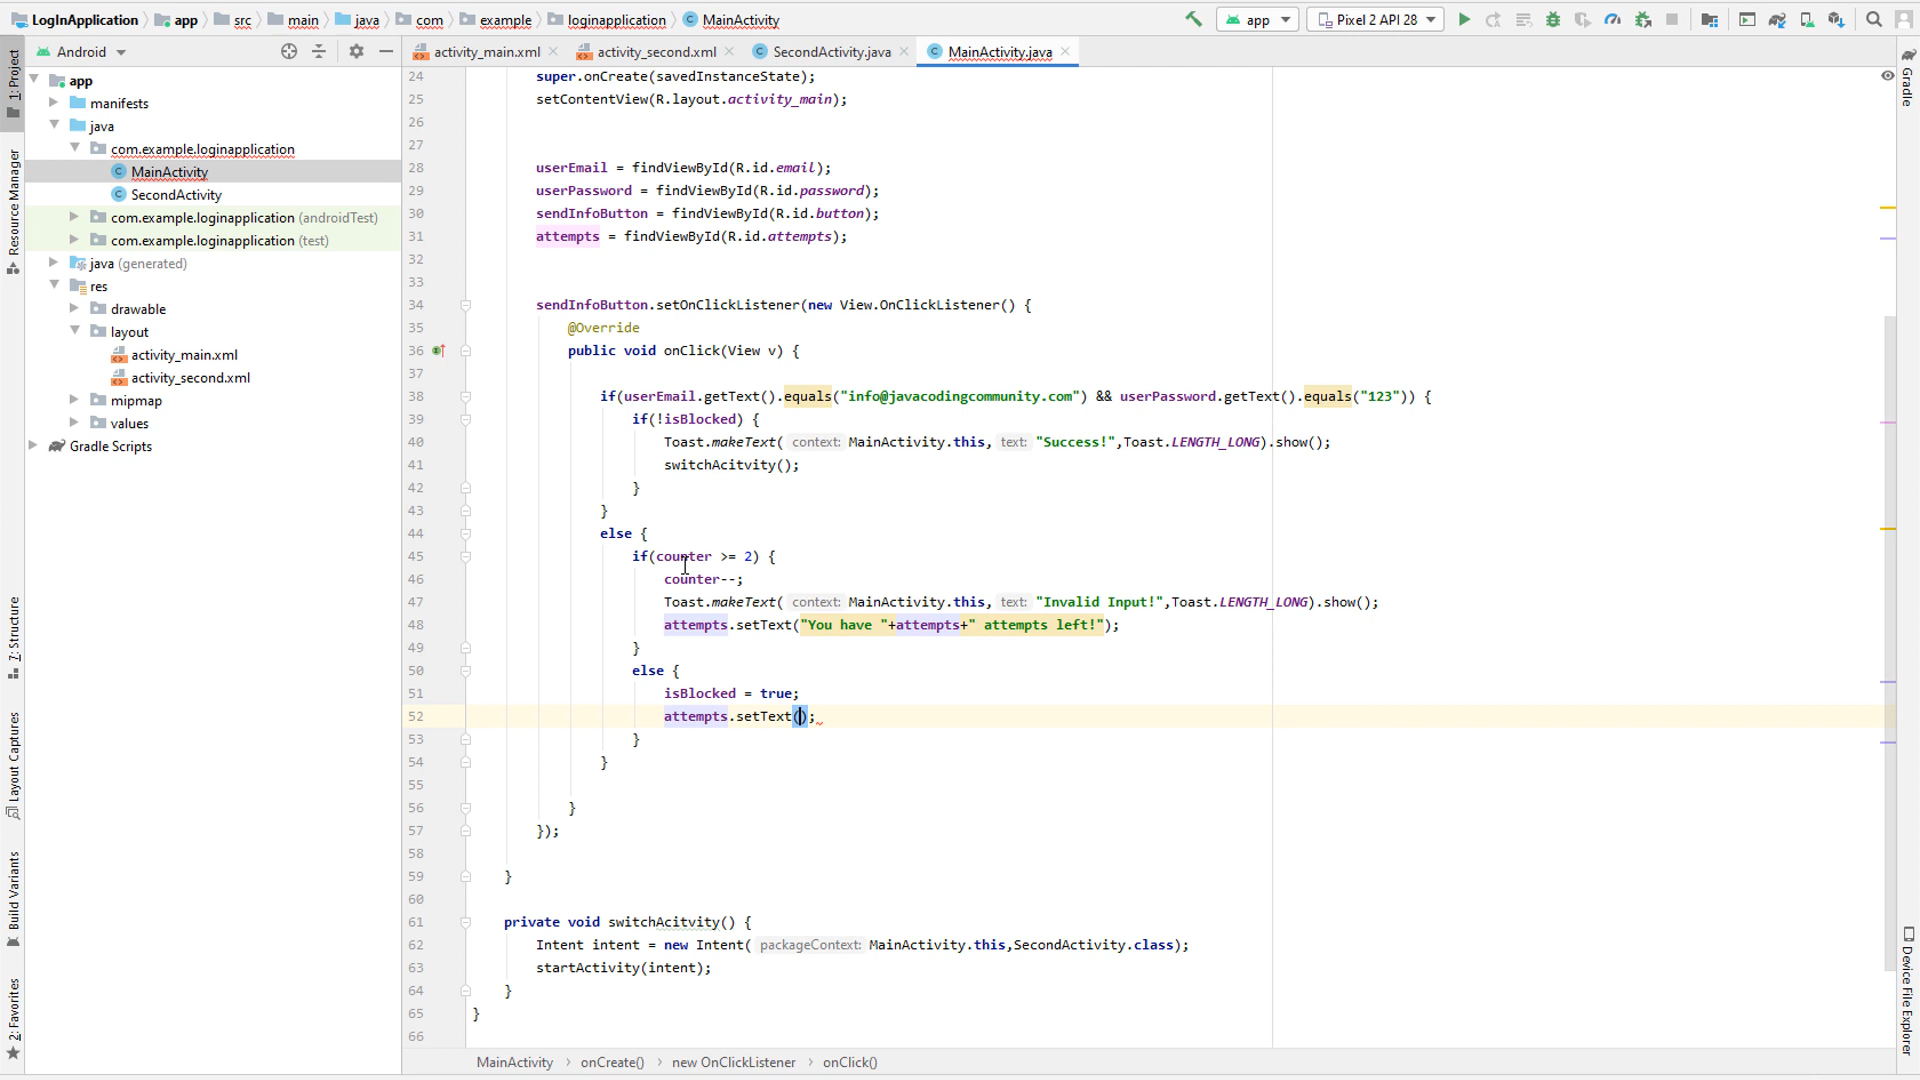 LogInApplication app src main java com example loginapplication MainActivity app Pixel 2 API 28
Android
activity_main.xml activity_second.xml SecondActivity.java MainActivity.java
1: Project
Resource Manager
7: Structure
Layout Captures
Build Variants
2: Favorites
app
manifests
java
com.example.loginapplication
MainActivity
SecondActivity
com.example.loginapplication (androidTest)
com.example.loginapplication (test)
java (generated)
res
drawable
layout
activity_main.xml
activity_second.xml
mipmap
values
Gradle Scripts
24 super.onCreate(savedInstanceState);
25 setContentView(R.layout.activity_main);
26
27
28 userEmail = findViewById(R.id.email);
29 userPassword = findViewById(R.id.password);
30 sendInfoButton = findViewById(R.id.button);
31 attempts = findViewById(R.id.attempts);
32
33
34 sendInfoButton.setOnClickListener(new View.OnClickListener() {
35 @Override
36 public void onClick(View v) {
37
38 if(userEmail.getText().equals("info@javacodingcommunity.com") && userPassword.getText().equals("123")) {
39 if(!isBlocked) {
40 Toast.makeText( context: MainActivity.this, text: "Success!",Toast.LENGTH_LONG).show();
41 switchAcitvity();
42 }
43 }
44 else {
45 if(counter >= 2) {
46 counter--;
47 Toast.makeText( context: MainActivity.this, text: "Invalid Input!",Toast.LENGTH_LONG).show();
48 attempts.setText("You have "+attempts+" attempts left!");
49 }
50 else {
51 isBlocked = true;
52 attempts.setText();
53 }
54 }
55
56 }
57 });
58
59 }
60
61 private void switchAcitvity() {
62 Intent intent = new Intent( packageContext: MainActivity.this,SecondActivity.class);
63 startActivity(intent);
64 }
65 }
66
MainActivity › onCreate() › new OnClickListener › onClick()
Gradle
Device File Explorer